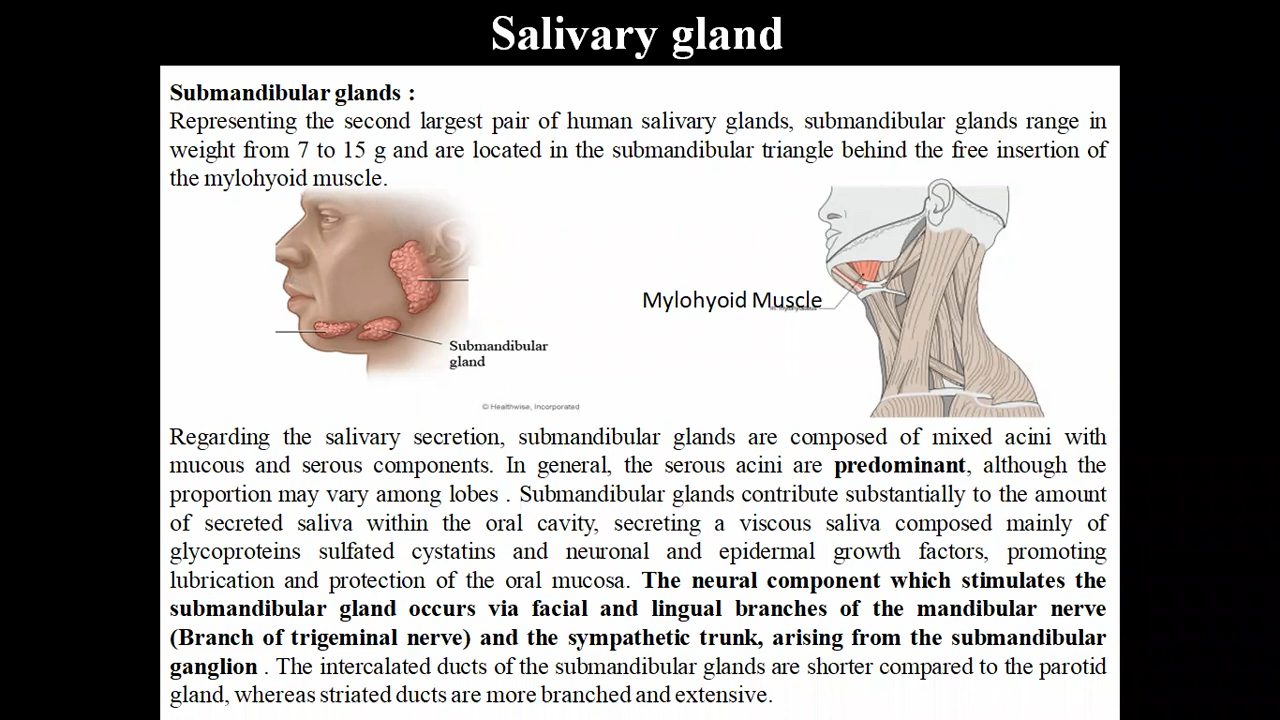 Salivary gland
Submandibular glands :
Representing the second largest pair of human salivary glands, submandibular glands range in
weight from 7 to 15 g and are located in the submandibular triangle behind the free insertion of
the mylohyoid muscle.
Mylohyoid Muscle
Submandibular
gland
© Healthwise, Incorporated
Regarding the salivary secretion, submandibular glands are composed of mixed acini with
mucous and serous components. In general, the serous acini are predominant, although the
proportion may vary among lobes . Submandibular glands contribute substantially to the amount
of secreted saliva within the oral cavity, secreting a viscous saliva composed mainly of
glycoproteins sulfated cystatins and neuronal and epidermal growth factors, promoting
lubrication and protection of the oral mucosa. The neural component which stimulates the
submandibular gland occurs via facial and lingual branches of the mandibular nerve
(Branch of trigeminal nerve) and the sympathetic trunk, arising from the submandibular
ganglion . The intercalated ducts of the submandibular glands are shorter compared to the parotid
gland, whereas striated ducts are more branched and extensive.